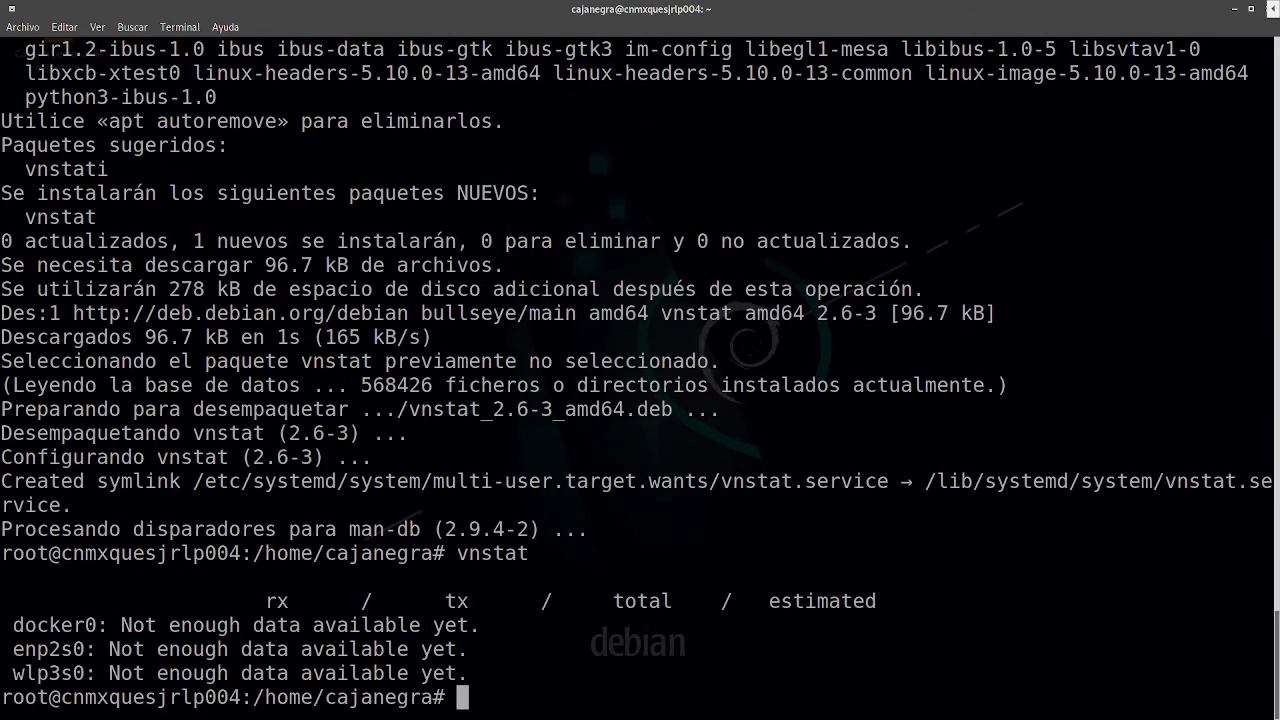 cajanegra@cnmxquesjrlp004: ~
Archivo Editar Ver Buscar Terminal Ayuda
gir1.2-ibus-1.0 ibus ibus-data ibus-gtk ibus-gtk3 im-config libegl1-mesa libibus-1.0-5 libsvtav1-0
libxcb-xtest0 linux-headers-5.10.0-13-amd64 linux-headers-5.10.0-13-common linux-image-5.10.0-13-amd64
python3-ibus-1.0
Utilice «apt autoremove» para eliminarlos.
Paquetes sugeridos:
vnstati
Se instalarán los siguientes paquetes NUEVOS:
vnstat
0 actualizados, 1 nuevos se instalarán, 0 para eliminar y 0 no actualizados.
Se necesita descargar 96.7 kB de archivos.
Se utilizarán 278 kB de espacio de disco adicional después de esta operación.
Des:1 http://deb.debian.org/debian bullseye/main amd64 vnstat amd64 2.6-3 [96.7 kB]
Descargados 96.7 kB en 1s (165 kB/s)
Seleccionando el paquete vnstat previamente no seleccionado.
(Leyendo la base de datos ... 568426 ficheros o directorios instalados actualmente.)
Preparando para desempaquetar .../vnstat_2.6-3_amd64.deb ...
Desempaquetando vnstat (2.6-3) ...
Configurando vnstat (2.6-3) ...
Created symlink /etc/systemd/system/multi-user.target.wants/vnstat.service → /lib/systemd/system/vnstat.se
rvice.
Procesando disparadores para man-db (2.9.4-2) ...
root@cnmxquesjrlp004:/home/cajanegra# vnstat
rx / tx / total / estimated
docker0: Not enough data available yet.
enp2s0: Not enough data available yet.
debian
wlp3s0: Not enough data available yet.
root@cnmxquesjrlp004:/home/cajanegra#